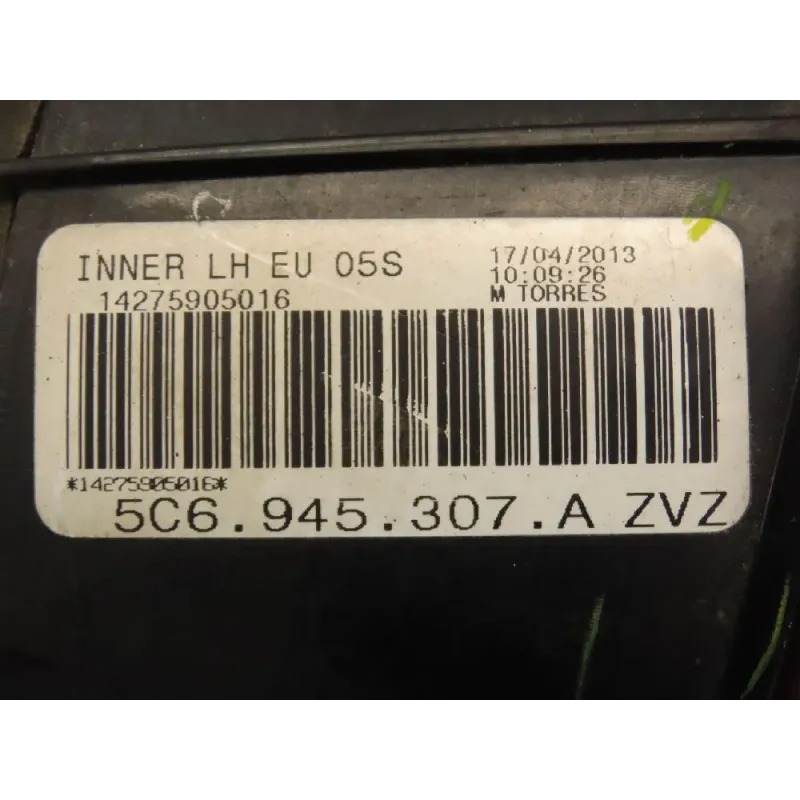 INNER LH EU 05S
14275905016
17/04/2013
10:09:26
M TORRES
*14275905016*
5C6.945.307.A ZVZ